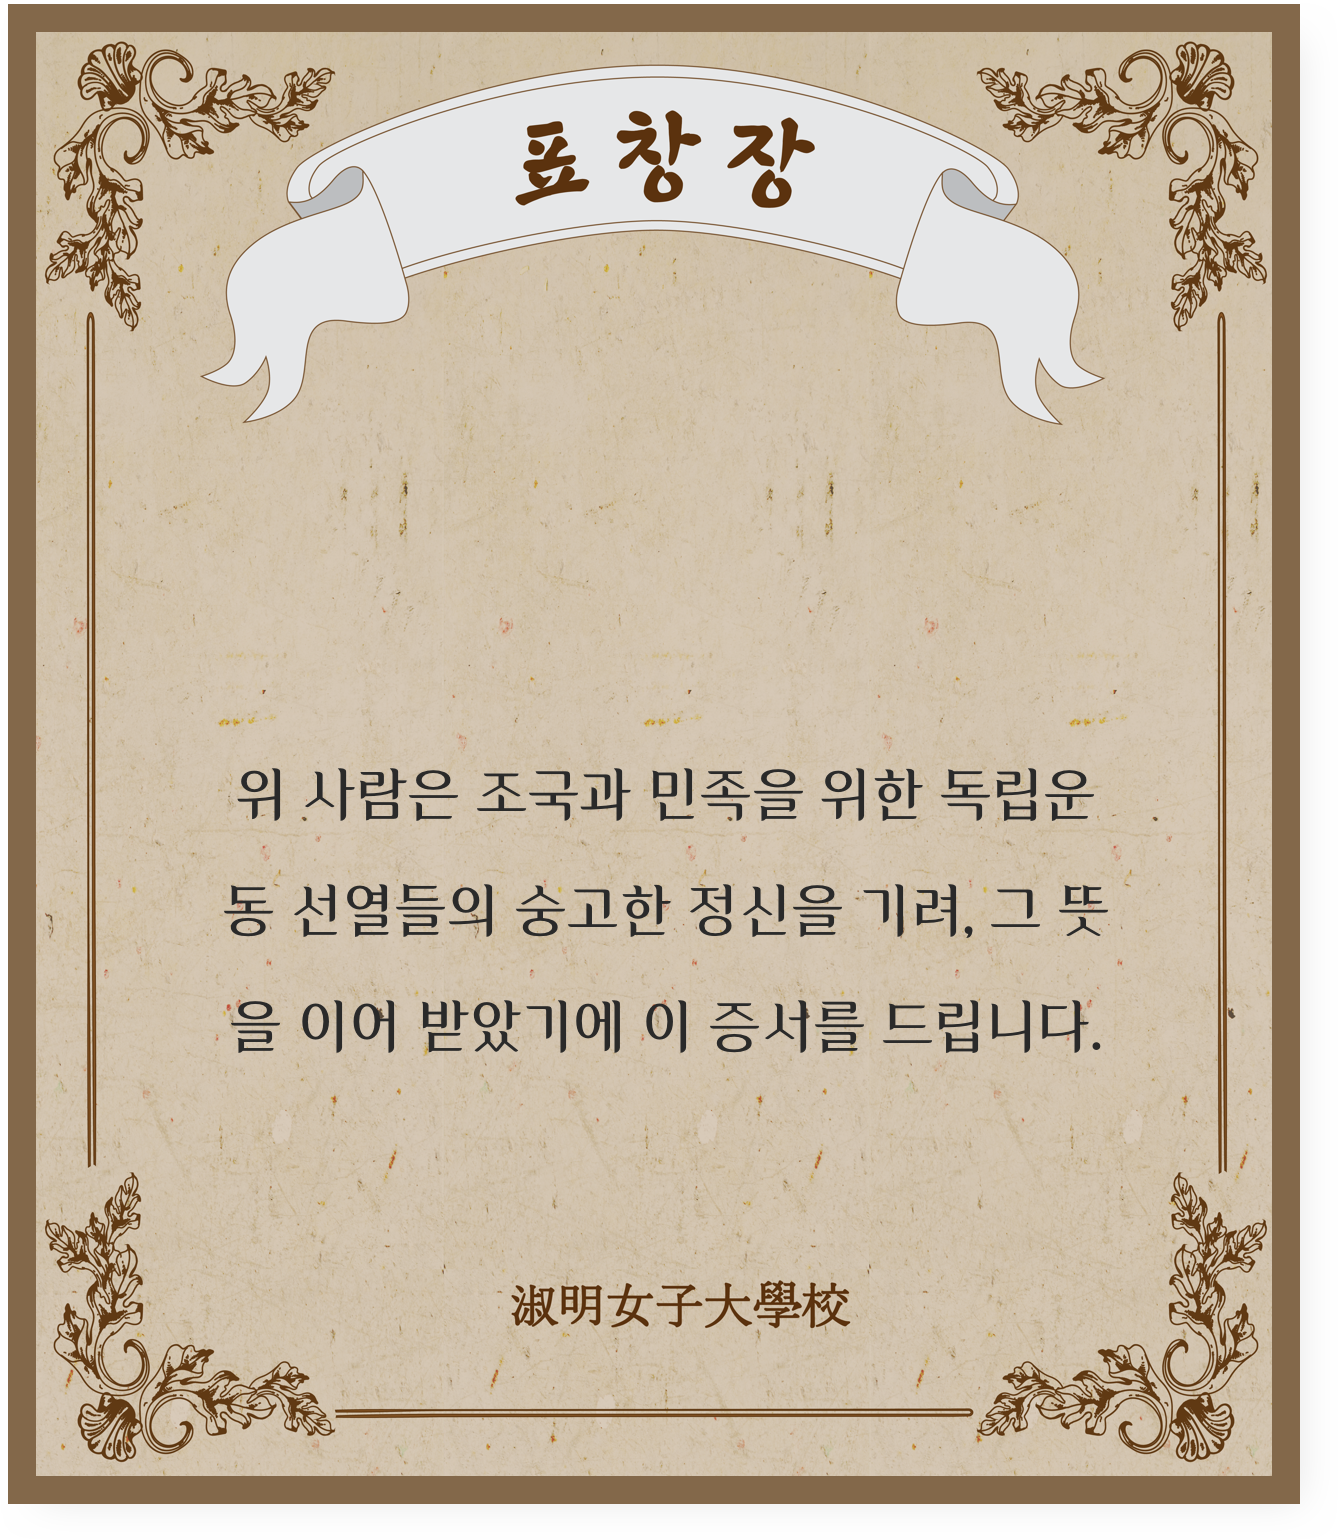 표창장
위 사람은 조국과 민족을 위한 독립운
동 선열들의 숭고한 정신을 기려, 그 뜻
을 이어 받았기에 이 증서를 드립니다.
淑明女子大學校